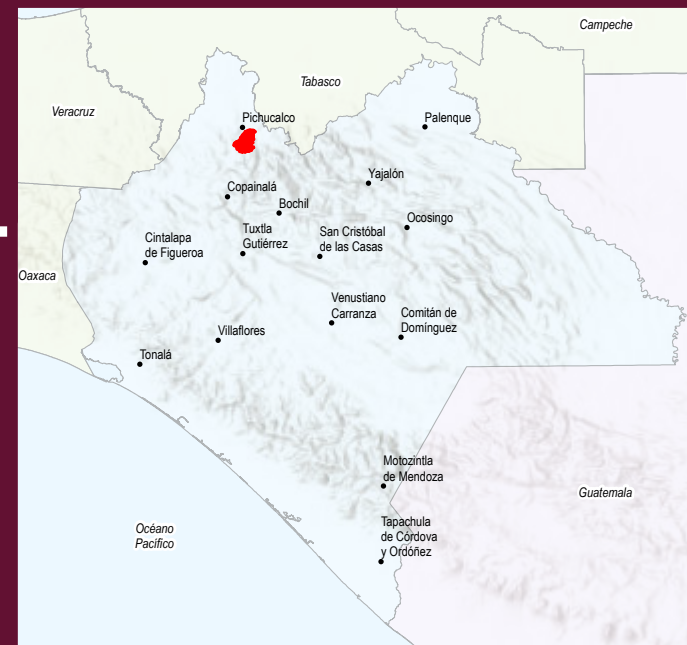 Campeche
Tabasco
Veracruz
Pichucalco
Palenque
Yajalón
Copainalá
Bochil
Ocosingo
Tuxtla
Gutiérrez
San Cristóbal
de las Casas
Cintalapa
de Figueroa
Oaxaca
Venustiano
Carranza
Comitán de
Domínguez
Villaflores
Tonalá
Motozintla
de Mendoza
Guatemala
Océano
Pacífico
Tapachula
de Córdova
y Ordóñez